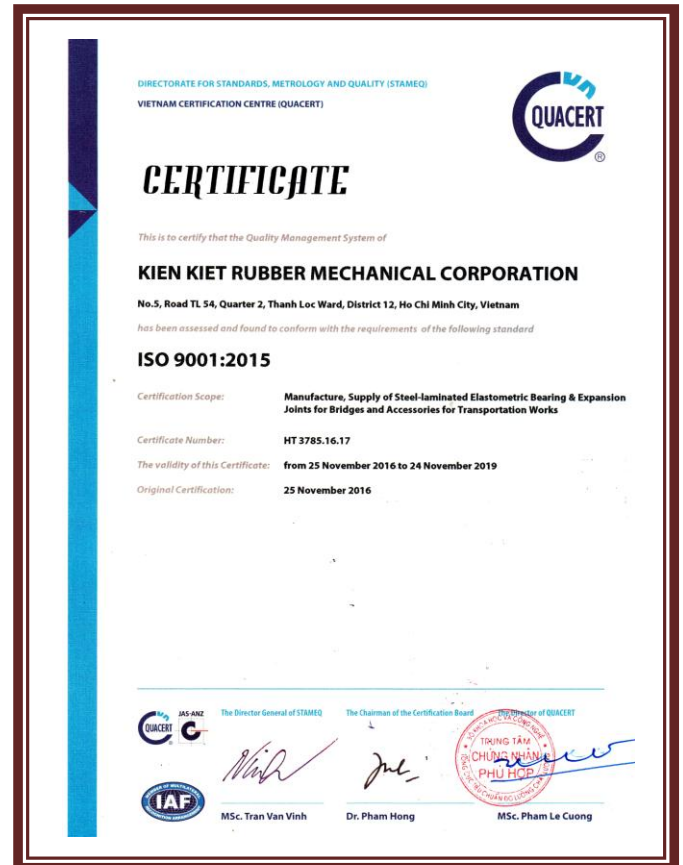 DIRECTORATE FOR STANDARDS, METROLOGY AND QUALITY (STAMEQ)
VIETNAM CERTIFICATION CENTRE (QUACERT)
QUACERT
®
CERTIFICATE
This is to certify that the Quality Management System of
KIEN KIET RUBBER MECHANICAL CORPORATION
No.5, Road TL 54, Quarter 2, Thanh Loc Ward, District 12, Ho Chi Minh City, Vietnam
has been assessed and found to conform with the requirements of the following standard
ISO 9001:2015
Certification Scope: Manufacture, Supply of Steel-laminated Elastometric Bearing & Expansion
Joints for Bridges and Accessories for Transportation Works
Certificate Number: HT 3785.16.17
The validity of this Certificate: from 25 November 2016 to 24 November 2019
Original Certification: 25 November 2016
QUACERT JAS-ANZ
The Director General of STAMEQ The Chairman of the Certification Board The Director of QUACERT
TRUNG TÂM
CHỨNG NHẬN
PHÙ HỢP
IAF
MSc. Tran Van Vinh Dr. Pham Hong MSc. Pham Le Cuong